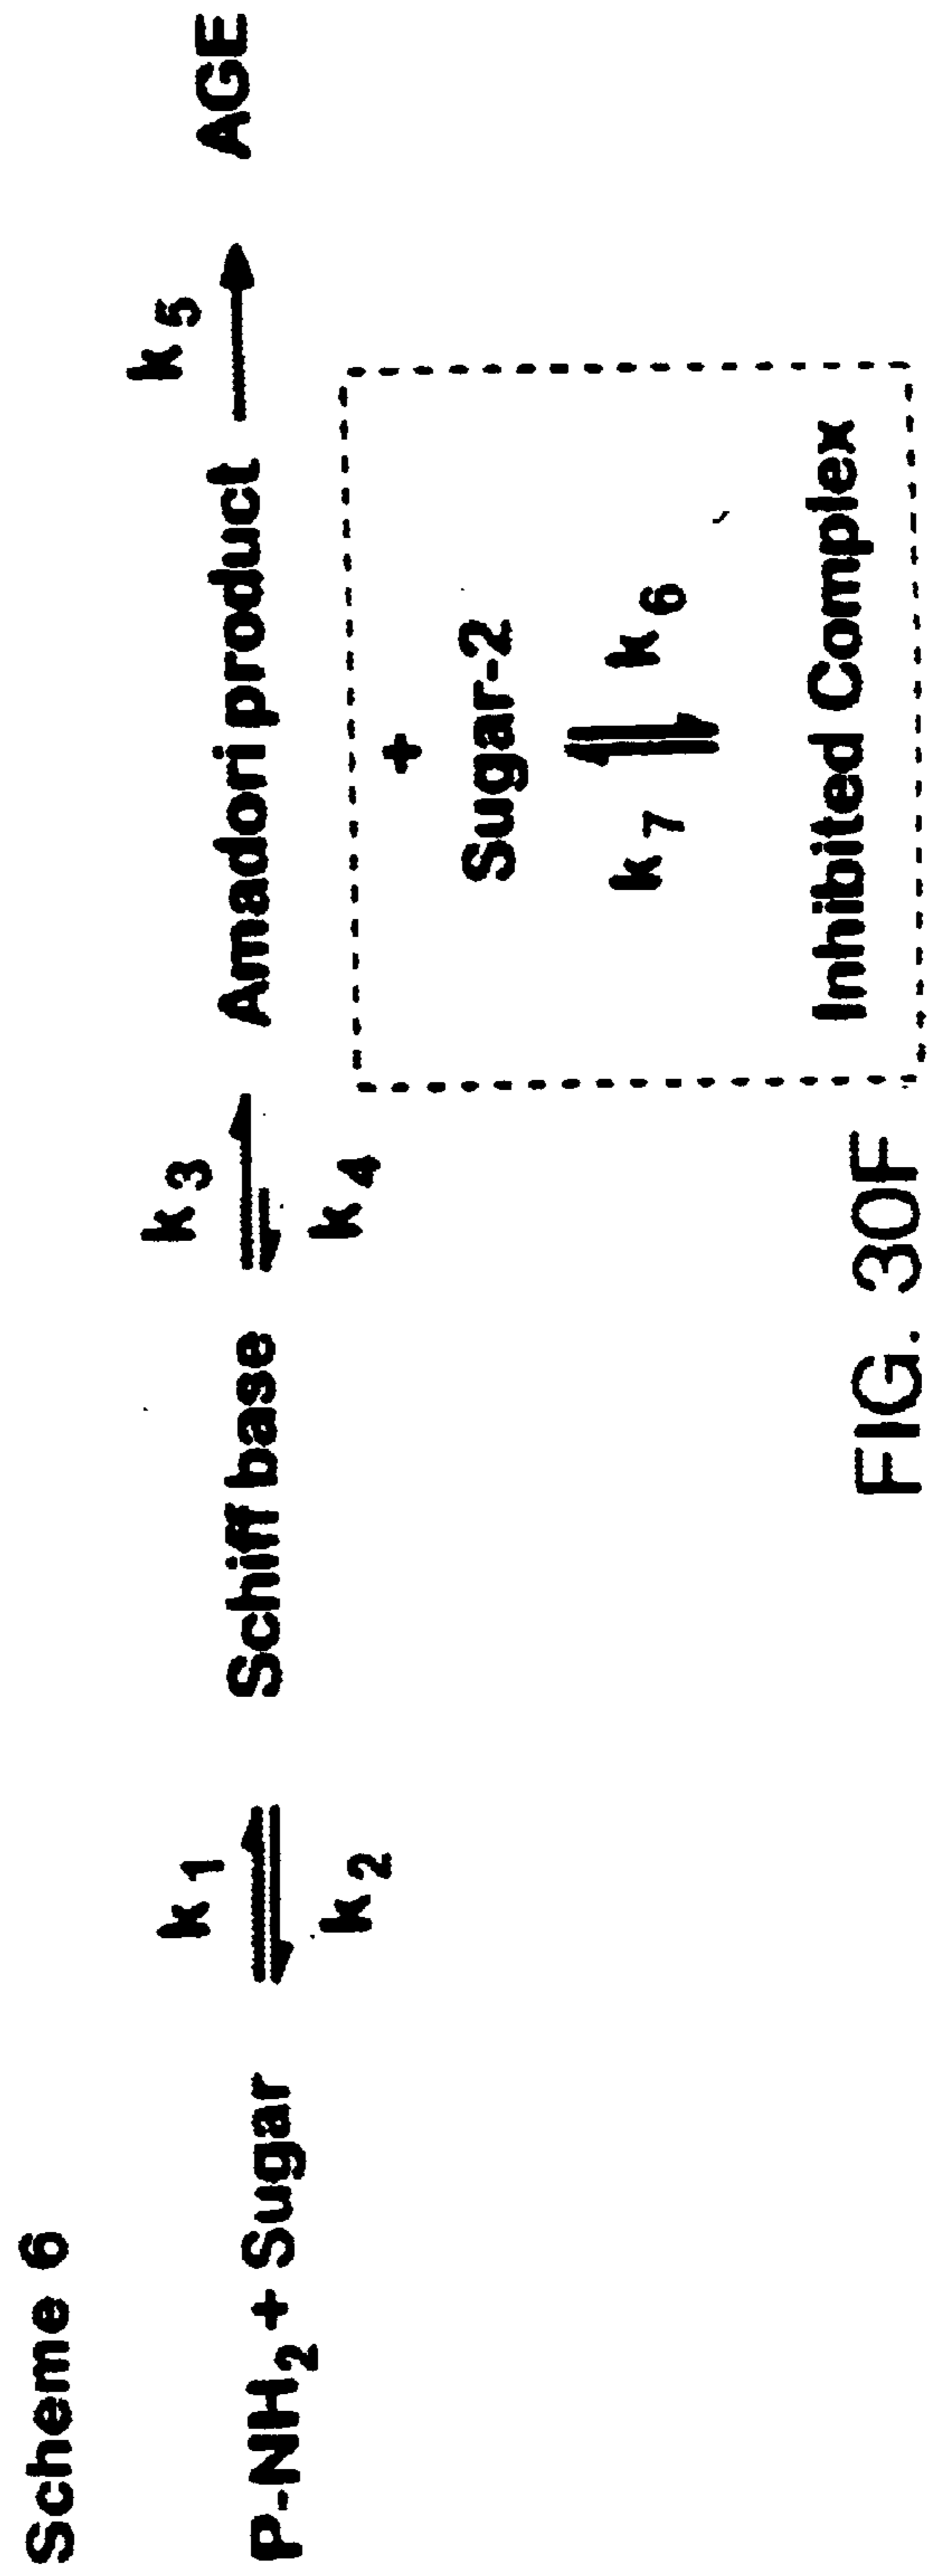 Scheme 6
k1 k3 k5
P-NH2 + Sugar Schiff base Amadori product AGE
k2 k4
+
Sugar-2
k7 k6
Inhibited Complex
FIG. 30F